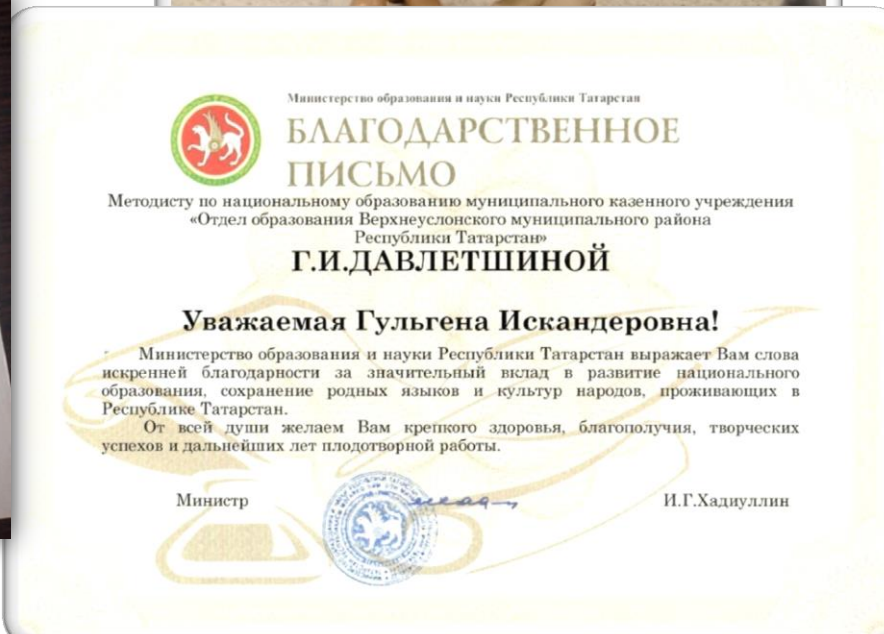 Министерство образования и науки Республики Татарстан
БЛАГОДАРСТВЕННОЕ
ПИСЬМО
Методисту по национальному образованию муниципального казенного учреждения
«Отдел образования Верхнеуслонского муниципального района
Республики Татарстан»
Г.И.ДАВЛЕТШИНОЙ
Уважаемая Гульгена Искандеровна!
Министерство образования и науки Республики Татарстан выражает Вам слова
искренней благодарности за значительный вклад в развитие национального
образования, сохранение родных языков и культур народов, проживающих в
Республике Татарстан.
От всей души желаем Вам крепкого здоровья, благополучия, творческих
успехов и дальнейших лет плодотворной работы.
Министр
И.Г.Хадиуллин